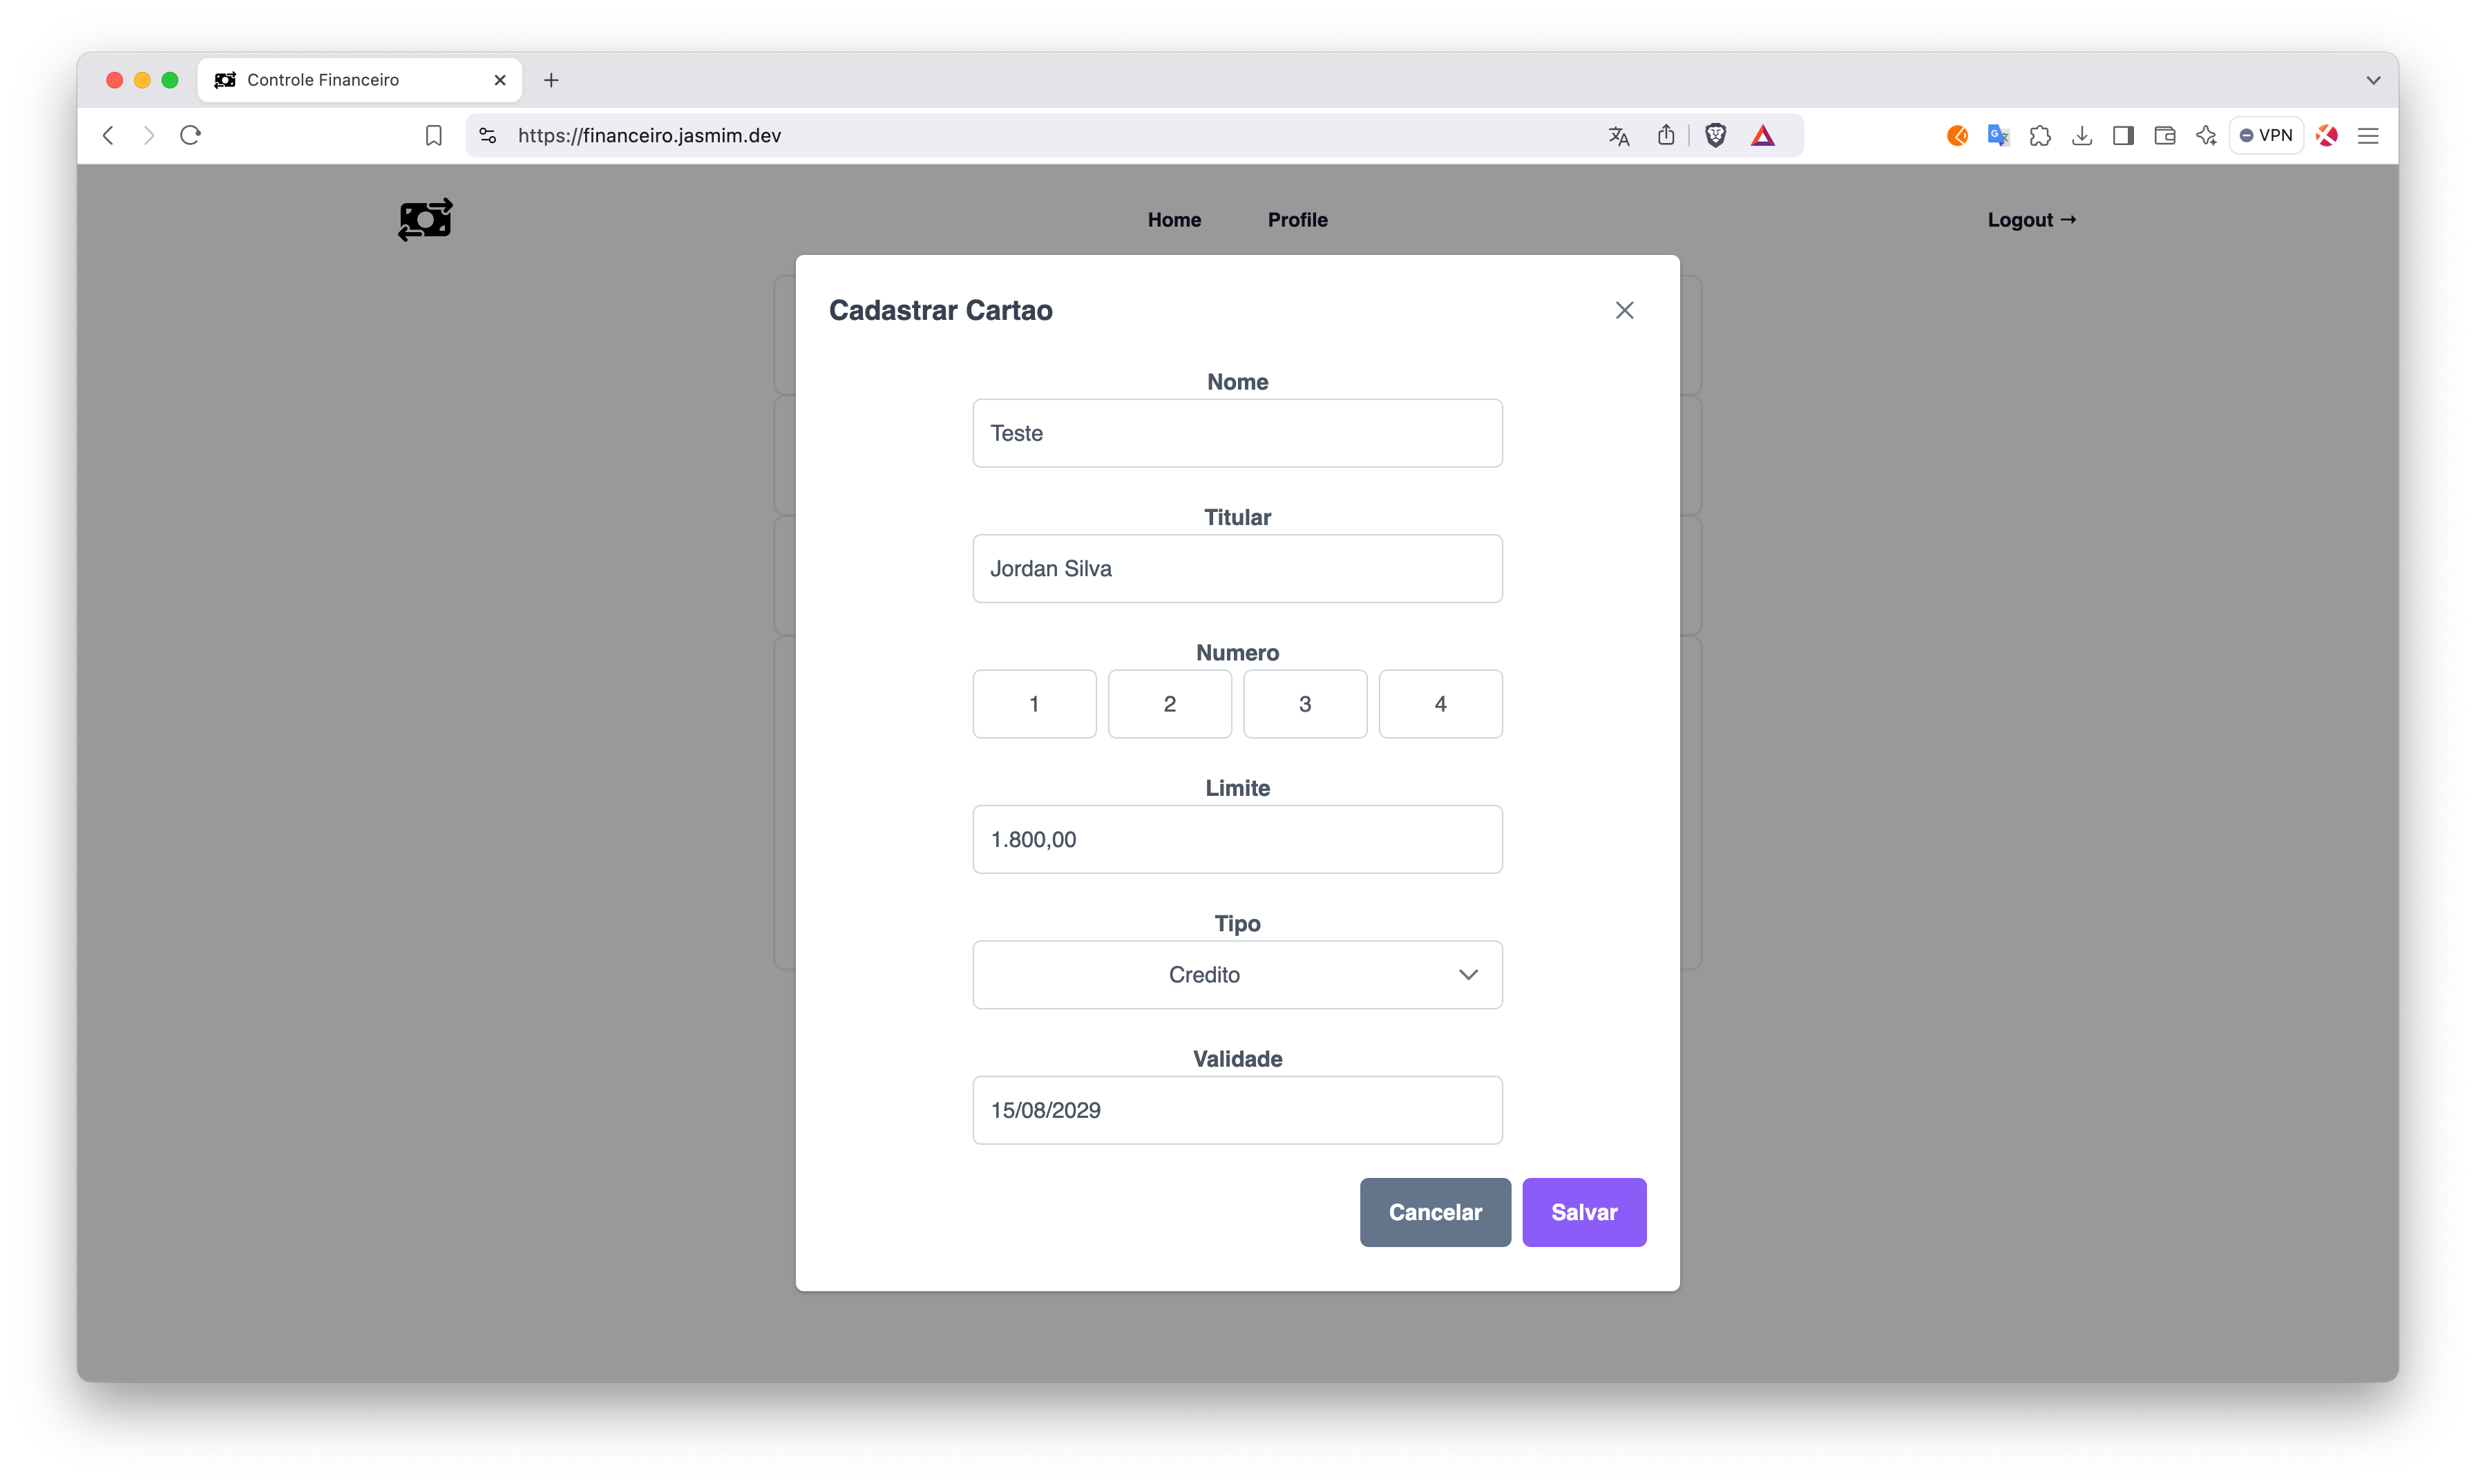 Controle Financeiro
https://financeiro.jasmim.dev
VPN
Home Profile Logout →
Cadastrar Cartao
Nome
Teste
Titular
Jordan Silva
Numero
1 2 3 4
Limite
1.800,00
Tipo
Credito
Validade
15/08/2029
Cancelar Salvar